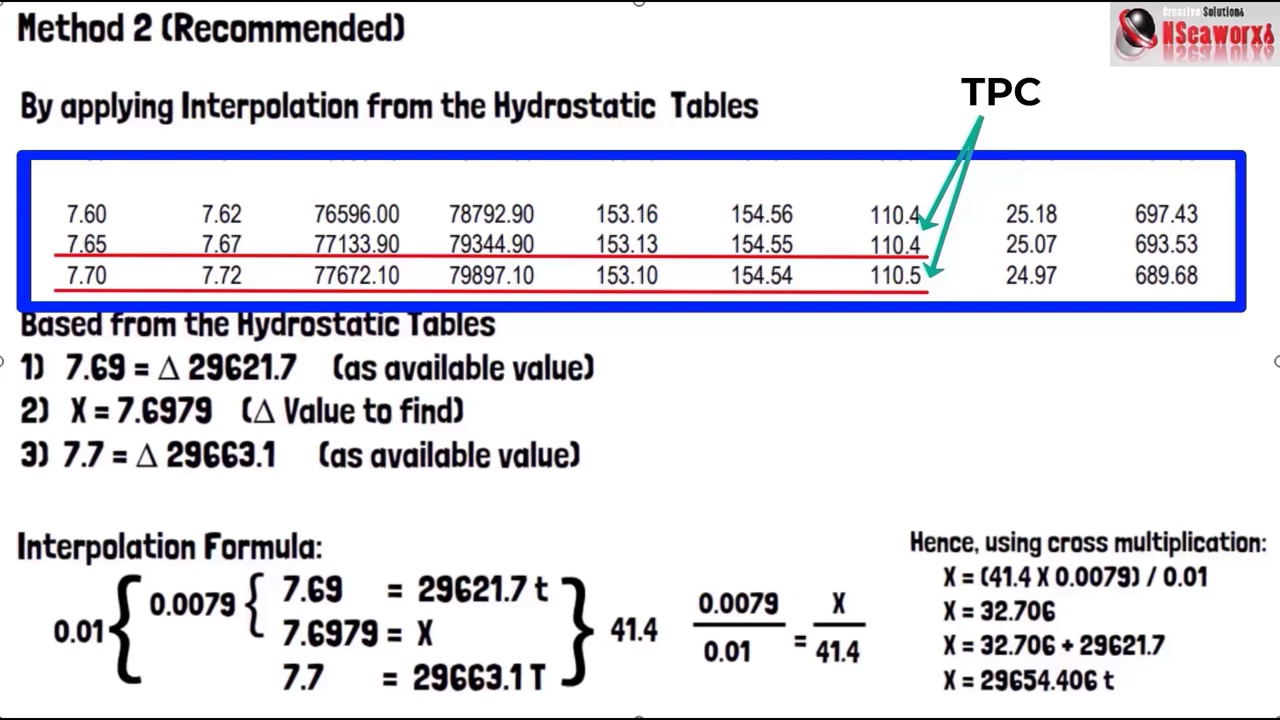 Method 2 (Recommended)
Creative Solutions
NSeaworx6
By applying Interpolation from the Hydrostatic Tables
TPC
7.60 7.62 76596.00 78792.90 153.16 154.56 110.4 25.18 697.43
7.65 7.67 77133.90 79344.90 153.13 154.55 110.4 25.07 693.53
7.70 7.72 77672.10 79897.10 153.10 154.54 110.5 24.97 689.68
Based from the Hydrostatic Tables
1) 7.69 = Δ 29621.7 (as available value)
2) X = 7.6979 (Δ Value to find)
3) 7.7 = Δ 29663.1 (as available value)
Interpolation Formula:
0.01 { 0.0079 { 7.69 = 29621.7 t
7.6979 = X } 41.4
7.7 = 29663.1 T
0.0079 / 0.01 = X / 41.4
Hence, using cross multiplication:
X = (41.4 X 0.0079) / 0.01
X = 32.706
X = 32.706 + 29621.7
X = 29654.406 t